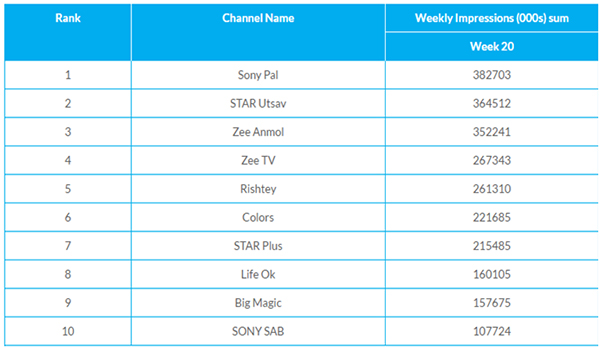 Rank Channel Name Weekly Impressions (000s) sum
Week 20
1 Sony Pal 382703
2 STAR Utsav 364512
3 Zee Anmol 352241
4 Zee TV 267343
5 Rishtey 261310
6 Colors 221685
7 STAR Plus 215485
8 Life Ok 160105
9 Big Magic 157675
10 SONY SAB 107724